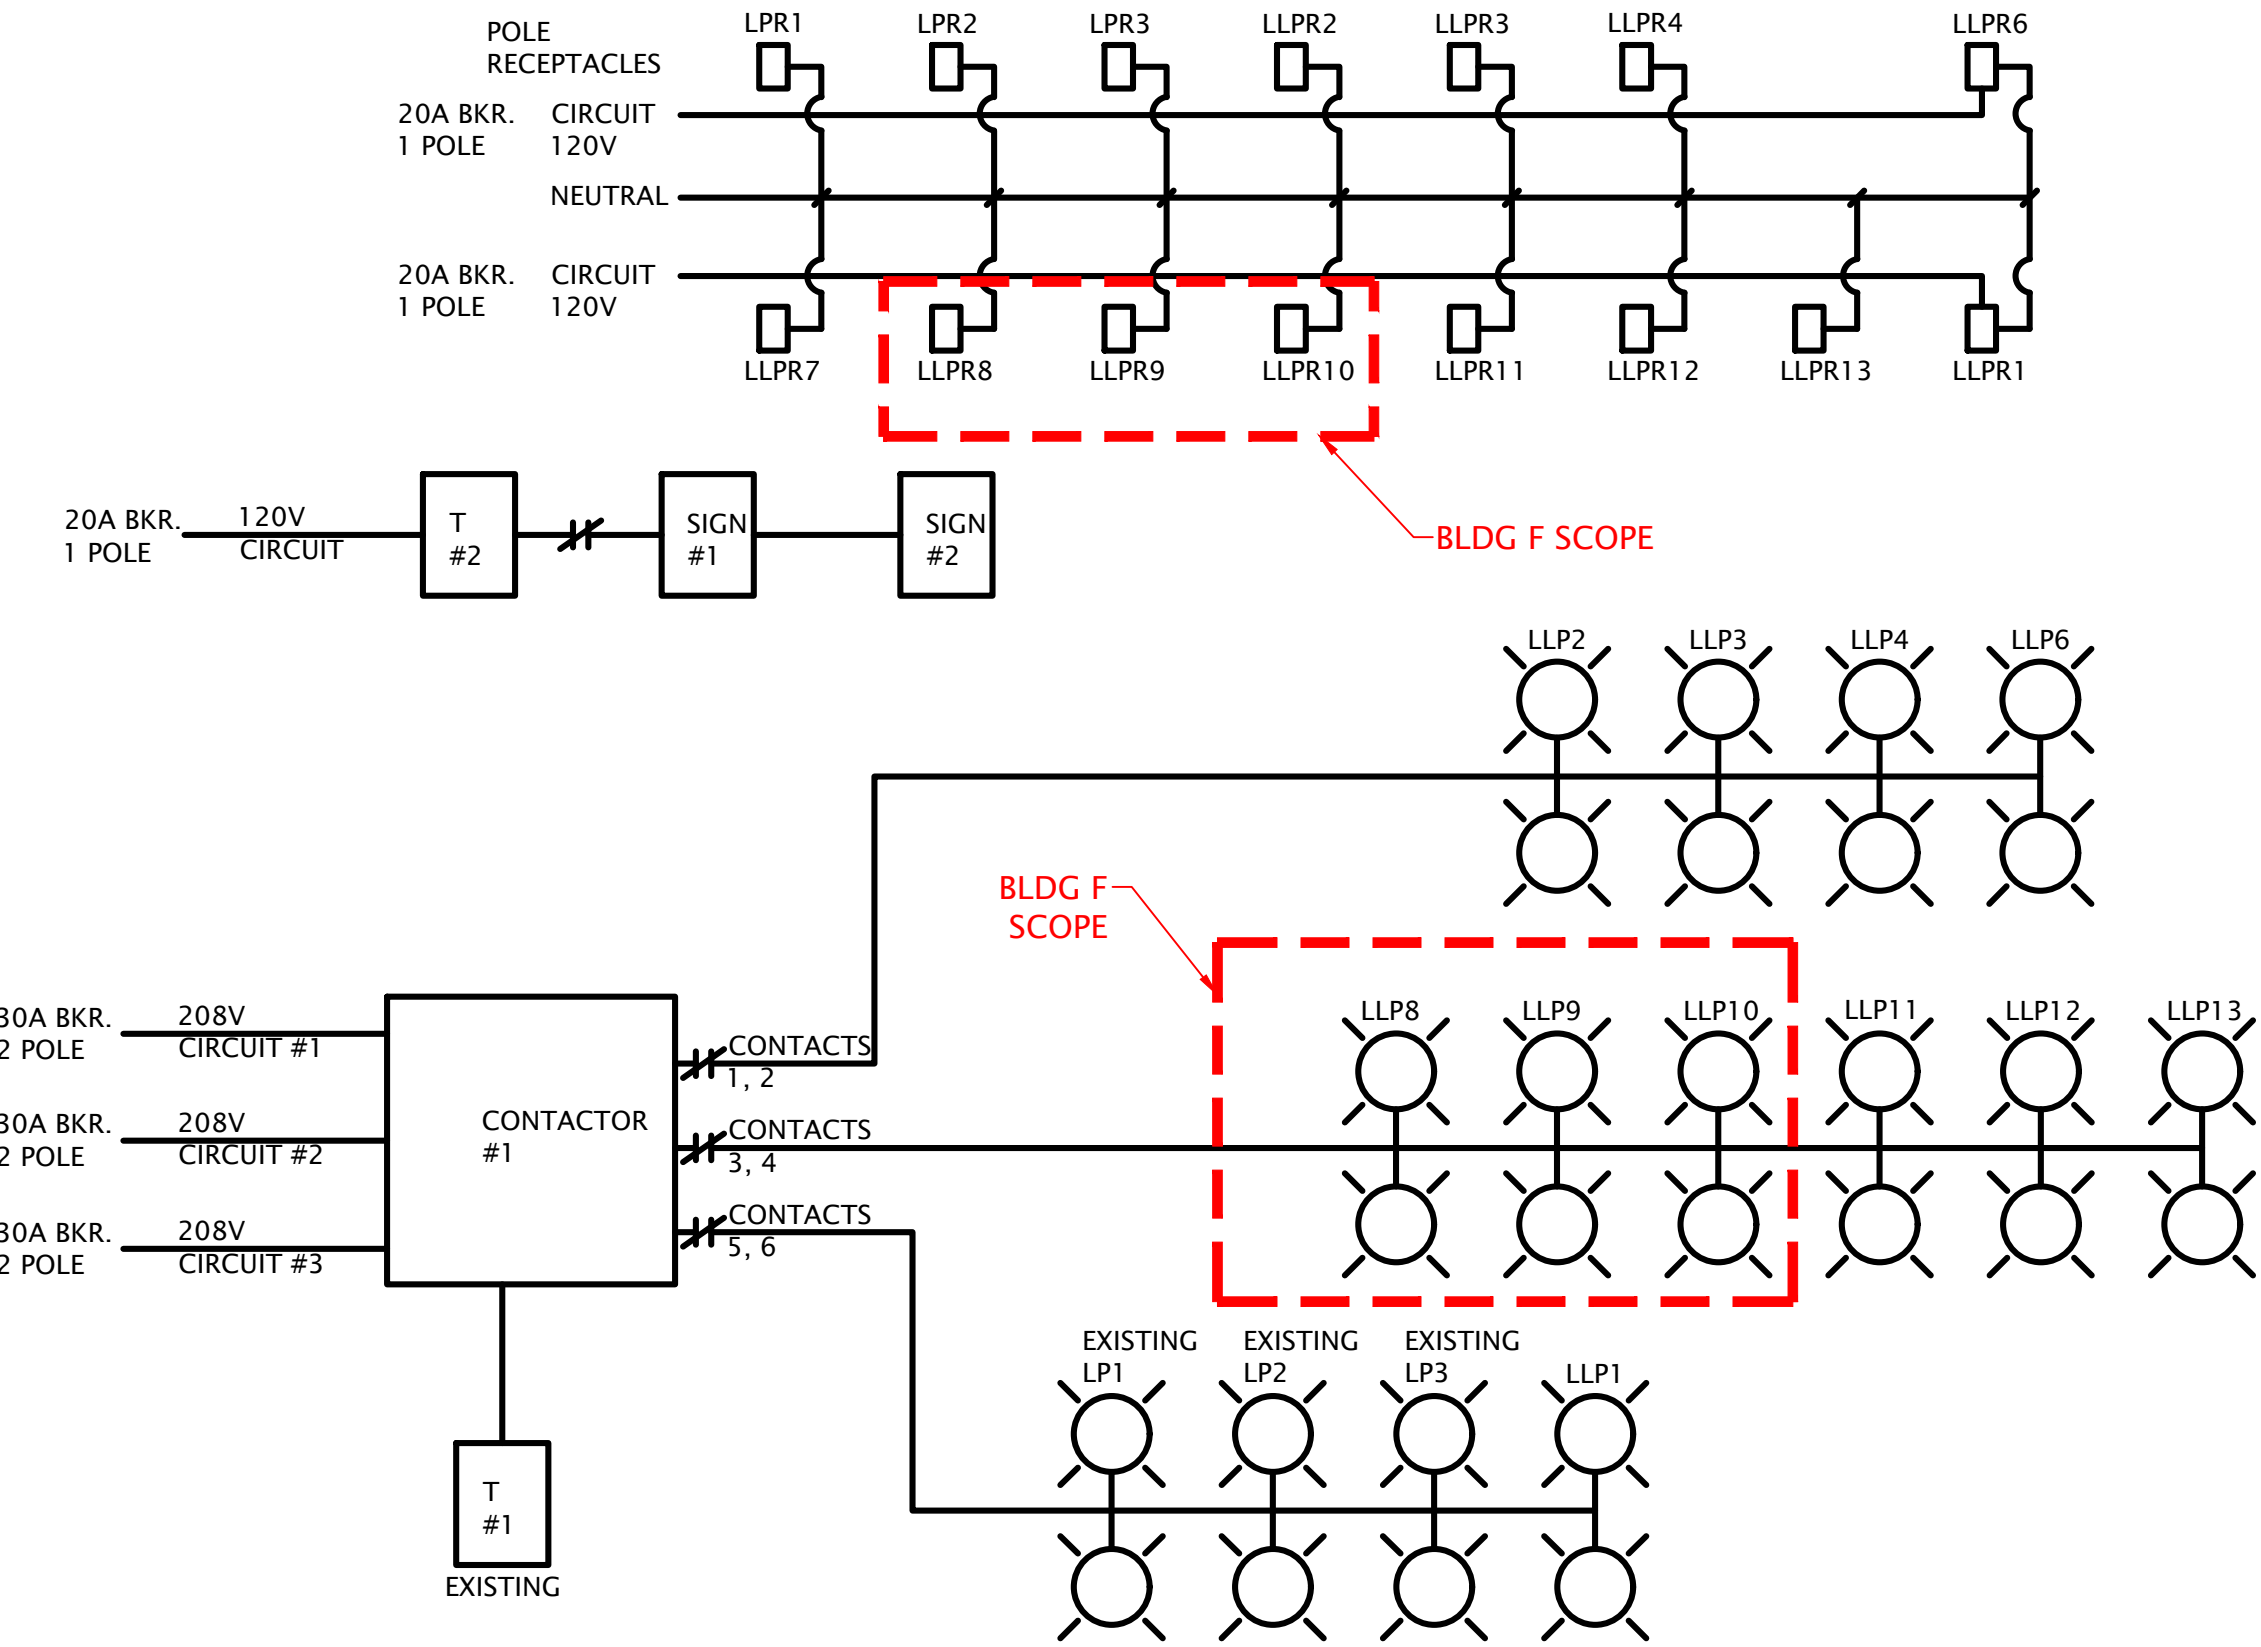 POLE
RECEPTACLES
LPR1
LPR2
LPR3
LLPR2
LLPR3
LLPR4
LLPR6
20A BKR.
1 POLE
CIRCUIT
120V
NEUTRAL
20A BKR.
1 POLE
CIRCUIT
120V
LLPR7
LLPR8
LLPR9
LLPR10
LLPR11
LLPR12
LLPR13
LLPR1
20A BKR.
1 POLE
120V
CIRCUIT
T
#2
SIGN
#1
SIGN
#2
BLDG F SCOPE
LLP2
LLP3
LLP4
LLP6
BLDG F
SCOPE
30A BKR.
2 POLE
208V
CIRCUIT #1
30A BKR.
2 POLE
208V
CIRCUIT #2
30A BKR.
2 POLE
208V
CIRCUIT #3
CONTACTOR
#1
CONTACTS
1, 2
CONTACTS
3, 4
CONTACTS
5, 6
LLP8
LLP9
LLP10
LLP11
LLP12
LLP13
EXISTING
LP1
EXISTING
LP2
EXISTING
LP3
LLP1
T
#1
EXISTING